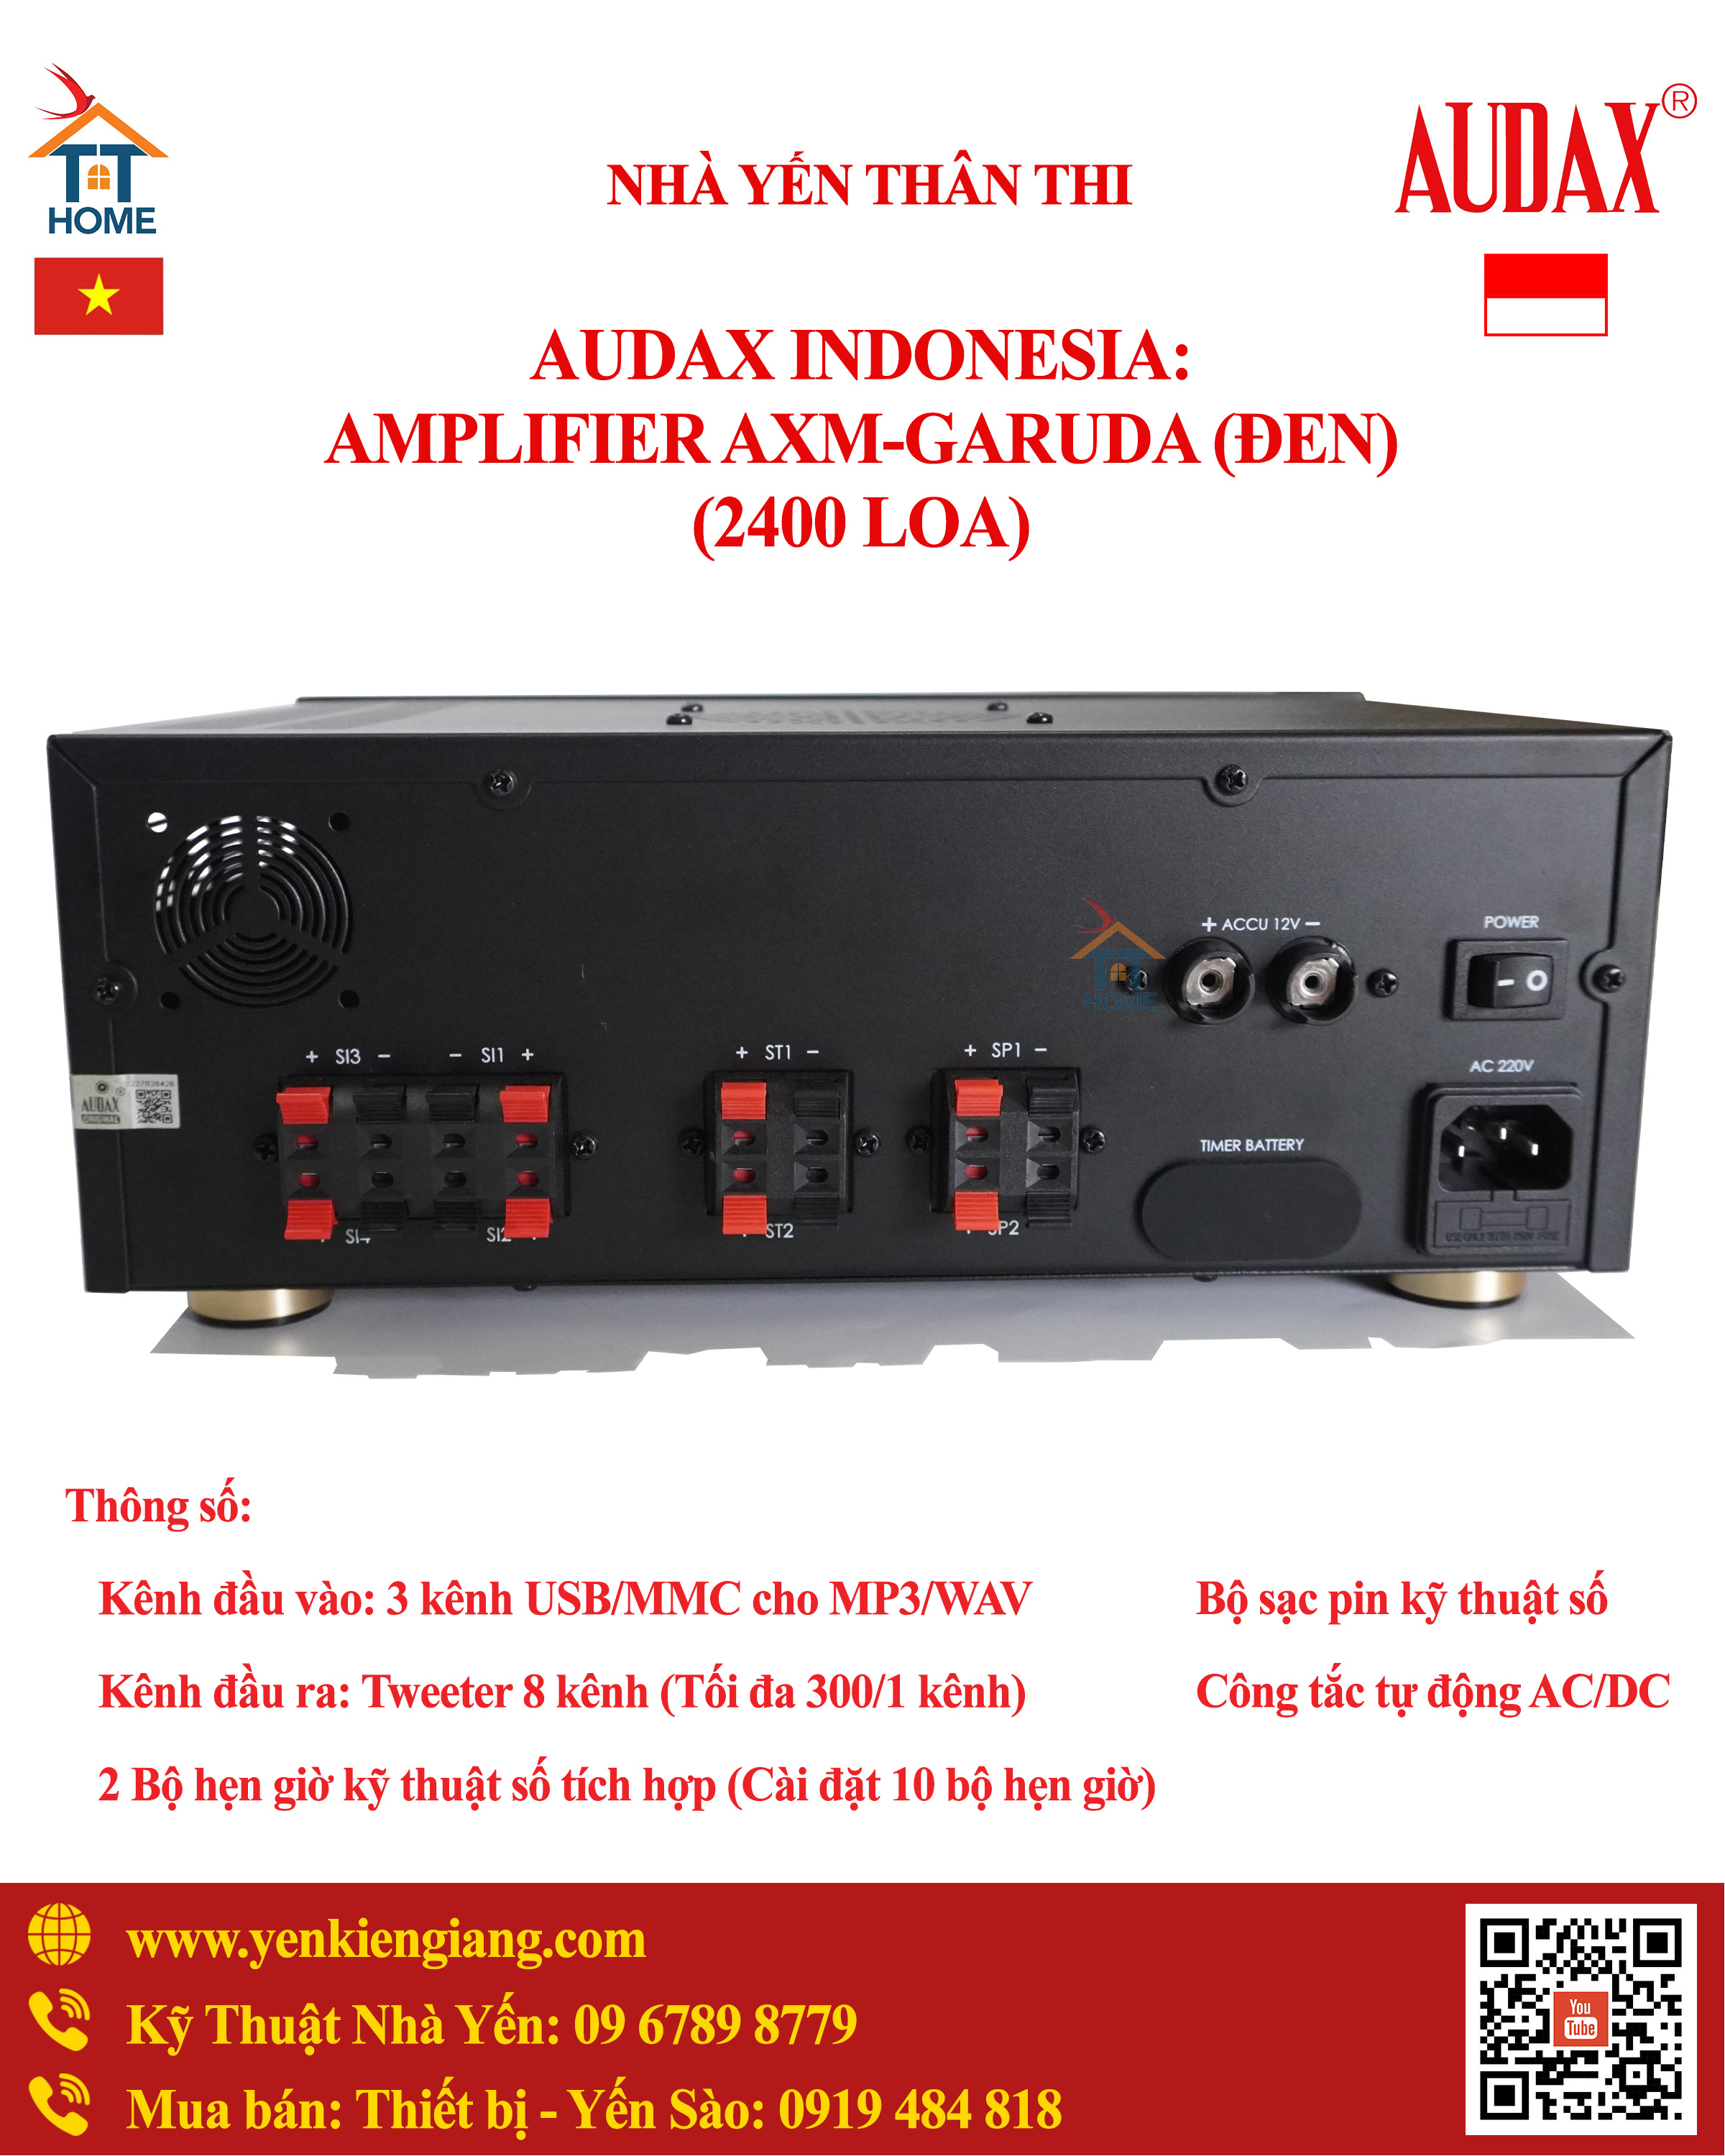 TT
HOME
NHÀ YẾN THÂN THI
AUDAX®
AUDAX INDONESIA:
AMPLIFIER AXM-GARUDA (ĐEN)
(2400 LOA)
+ ACCU 12V −
POWER
− O
TT
HOME
+ SI3 − − SI1 +
+ ST1 −
+ SP1 −
AC 220V
AUDAX ®
ORIGINAL
TIMER BATTERY
SI4
SI2
ST2
SP2
Thông số:
Kênh đầu vào: 3 kênh USB/MMC cho MP3/WAV
Bộ sạc pin kỹ thuật số
Kênh đầu ra: Tweeter 8 kênh (Tối đa 300/1 kênh)
Công tắc tự động AC/DC
2 Bộ hẹn giờ kỹ thuật số tích hợp (Cài đặt 10 bộ hẹn giờ)
www.yenkiengiang.com
Kỹ Thuật Nhà Yến: 09 6789 8779
Mua bán: Thiết bị - Yến Sào: 0919 484 818
You
Tube